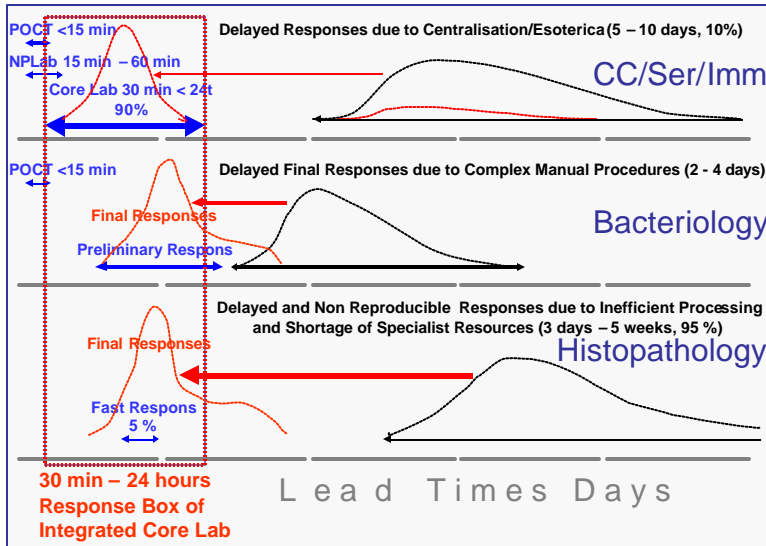 POCT <15 min
Delayed Responses due to Centralisation/Esoterica (5 – 10 days, 10%)
NPLab 15 min – 60 min
CC/Ser/Imm
Core Lab 30 min < 24t
90%
POCT <15 min
Delayed Final Responses due to Complex Manual Procedures (2 - 4 days)
Final Responses
Bacteriology
Preliminary Respons
Delayed and Non Reproducible Responses due to Inefficient Processing
and Shortage of Specialist Resources (3 days – 5 weeks, 95 %)
Final Responses
Histopathology
Fast Respons
5 %
30 min – 24 hours
Response Box of
Integrated Core Lab
Lead Times Days